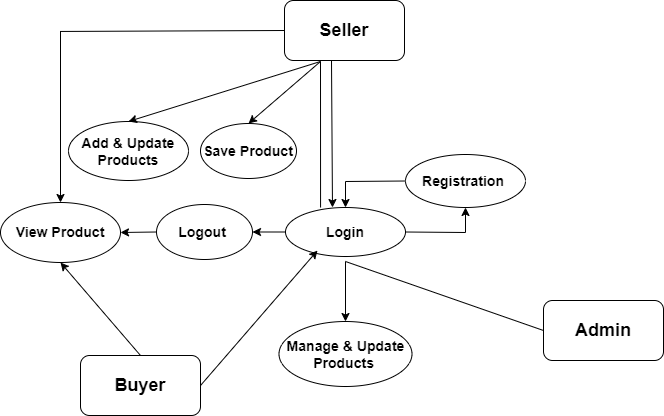 Seller
Add & Update
Products
Save Product
Registration
View Product
Logout
Login
Manage & Update
Products
Admin
Buyer